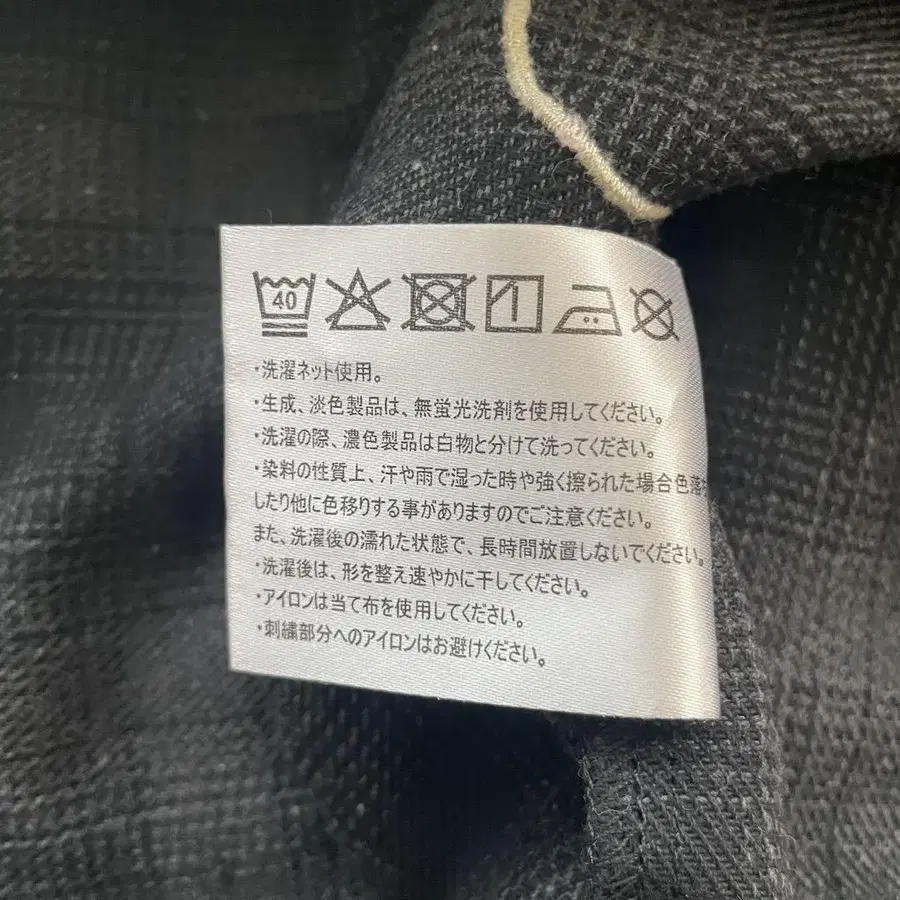 40
・洗濯ネット使用。
・生成、淡色製品は、無蛍光洗剤を使用してください。
・洗濯の際、濃色製品は白物と分けて洗ってください。
・染料の性質上、汗や雨で湿った時や強く擦られた場合色落ち
したり他に色移りする事がありますのでご注意ください。
また、洗濯後の濡れた状態で、長時間放置しないでください。
・洗濯後は、形を整え速やかに干してください。
・アイロンは当て布を使用してください。
・刺繍部分へのアイロンはお避けください。